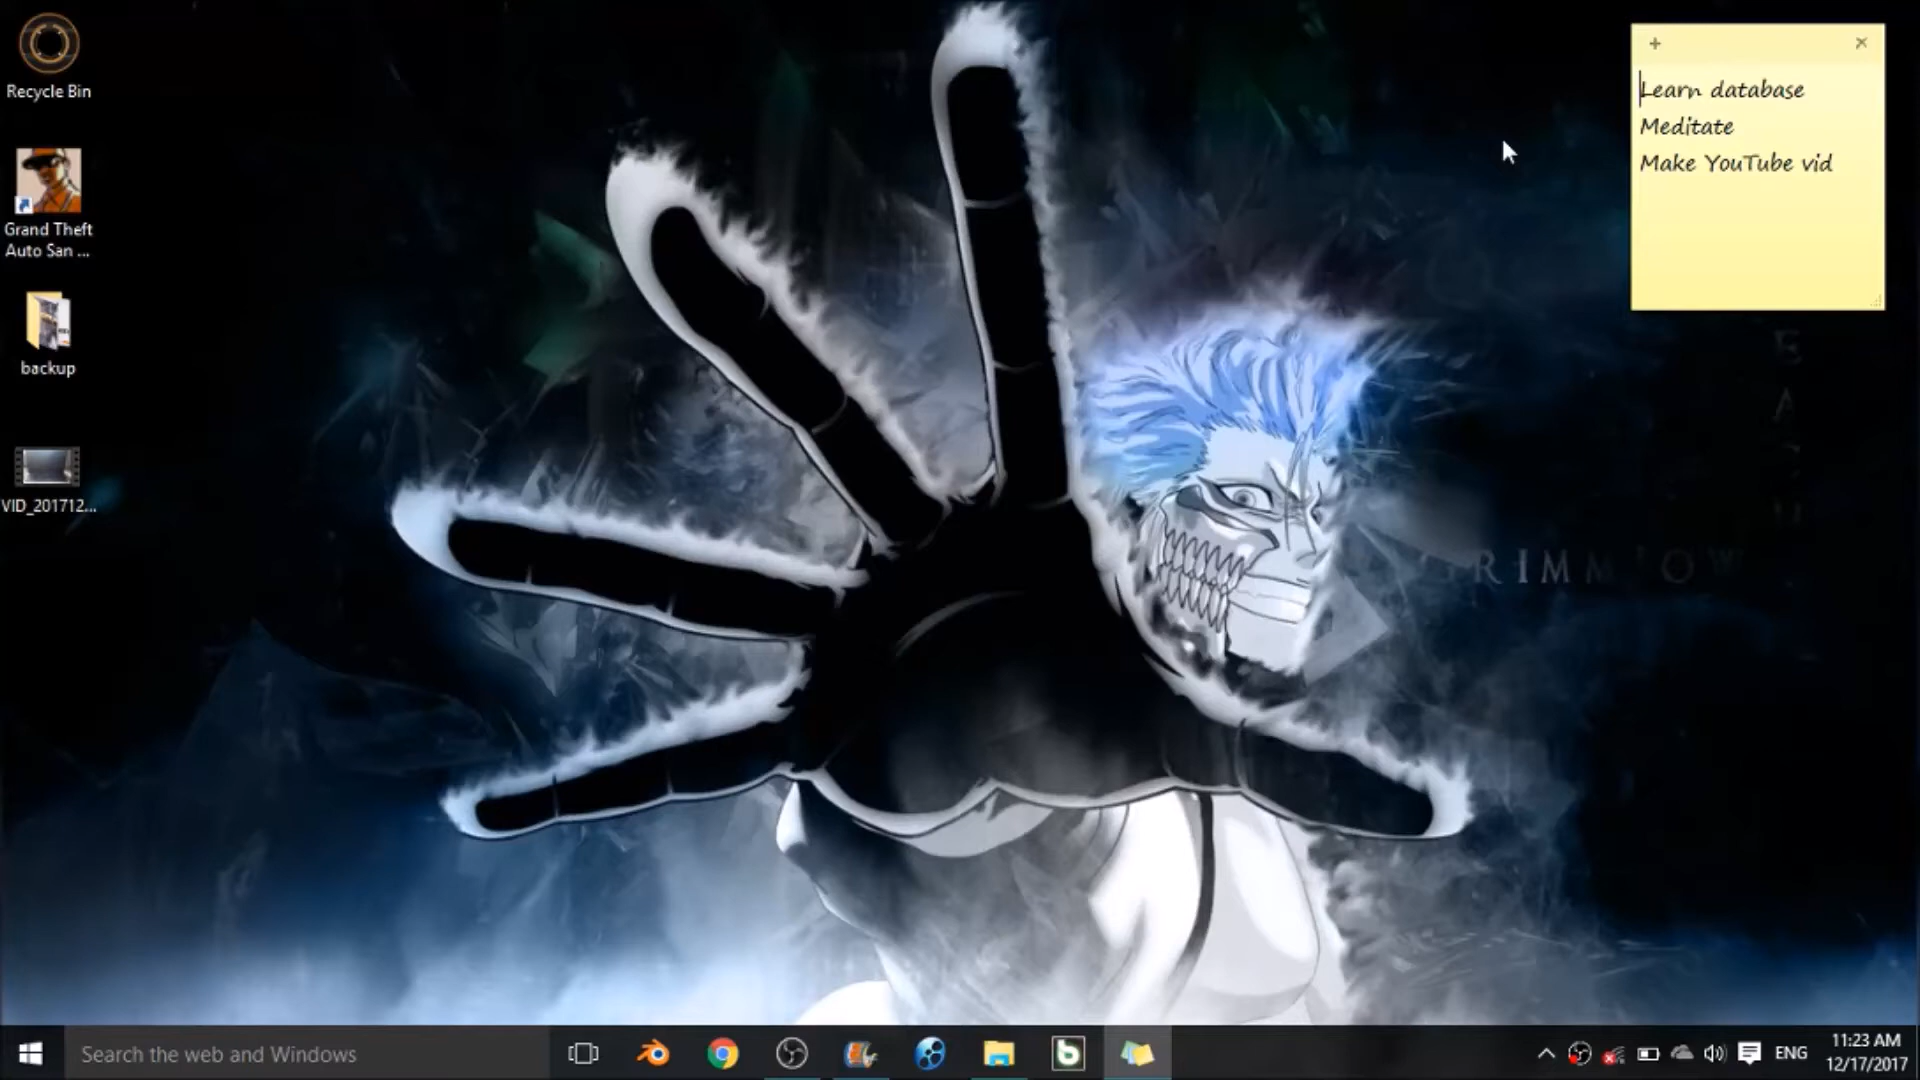 Recycle Bin
Grand Theft
Auto San ...
backup
VID_201712...
Learn database
Meditate
Make YouTube vid
Search the web and Windows
ENG
11:23 AM
12/17/2017